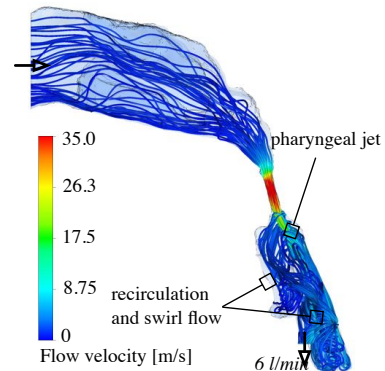 pharyngeal jet
35.0
26.3
17.5
8.75
0
recirculation
and swirl flow
Flow velocity [m/s]
6 l/min